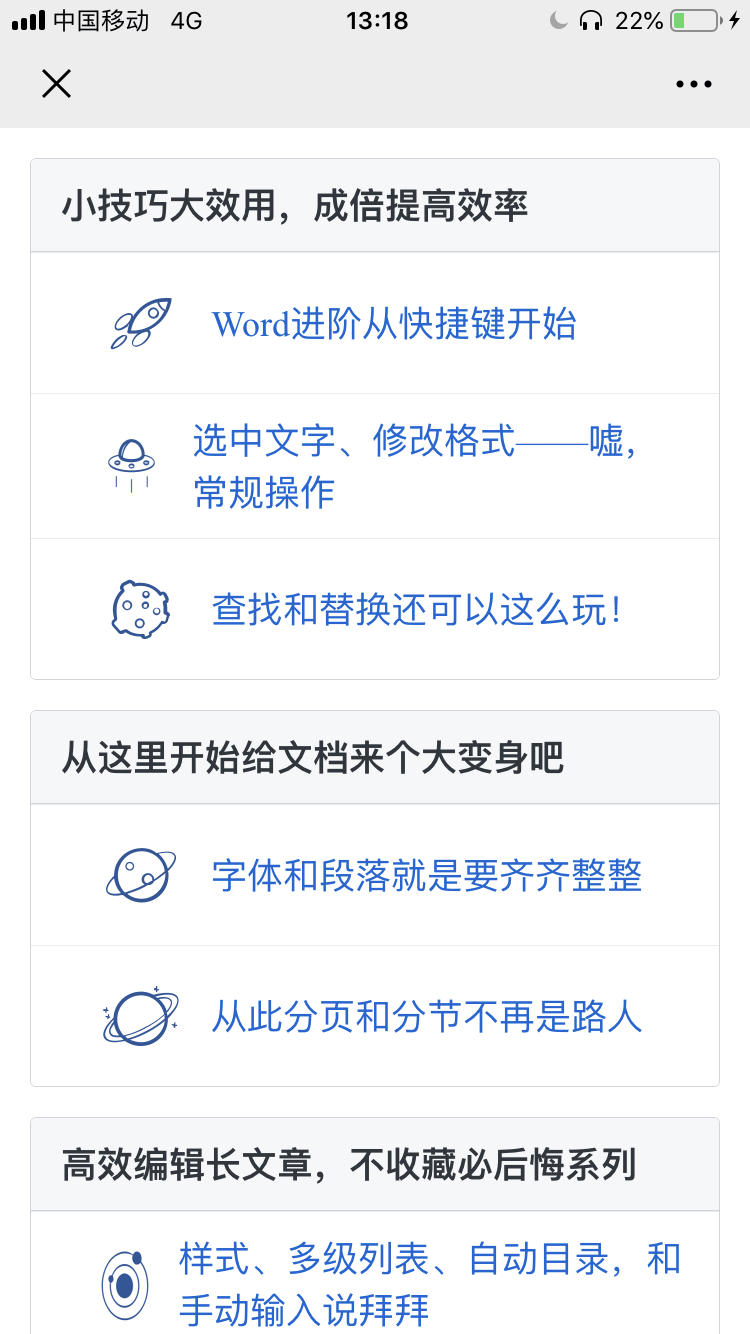 中国移动 4G 13:18 22%
小技巧大效用，成倍提高效率
Word进阶从快捷键开始
选中文字、修改格式——嘘，
常规操作
查找和替换还可以这么玩！
从这里开始给文档来个大变身吧
字体和段落就是要齐齐整整
从此分页和分节不再是路人
高效编辑长文章，不收藏必后悔系列
样式、多级列表、自动目录，和
手动输入说拜拜